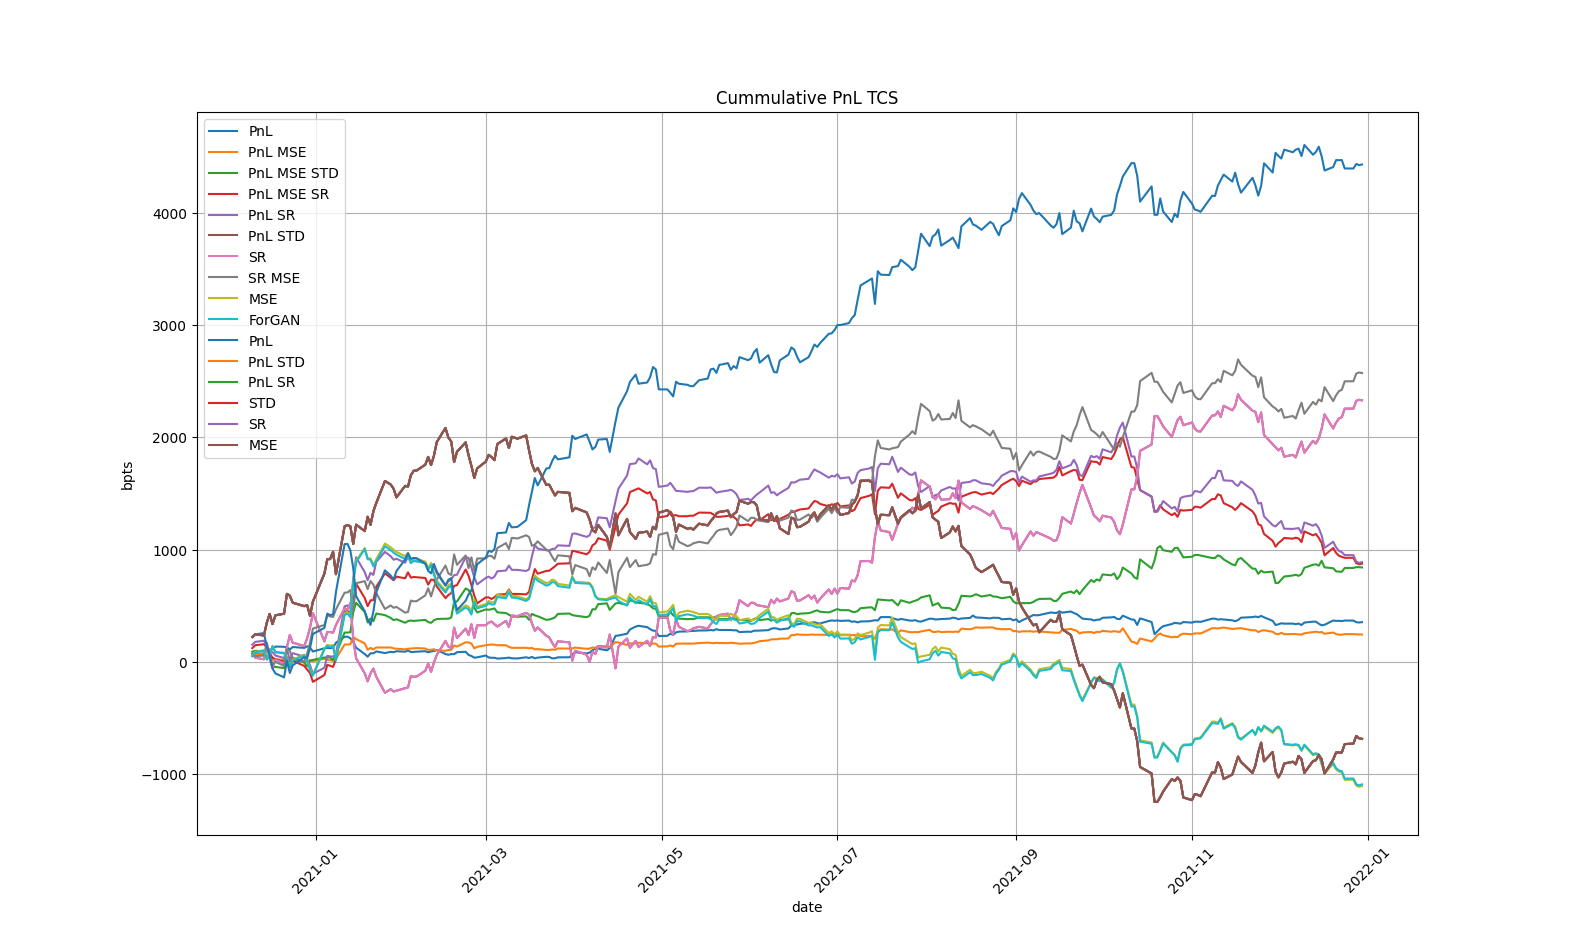 Cummulative PnL TCS
PnL
PnL MSE
PnL MSE STD
PnL MSE SR
PnL SR
PnL STD
SR
SR MSE
MSE
ForGAN
PnL
PnL STD
PnL SR
STD
SR
MSE
bpts
4000
3000
2000
1000
0
−1000
2021-01
2021-03
2021-05
2021-07
2021-09
2021-11
2022-01
date